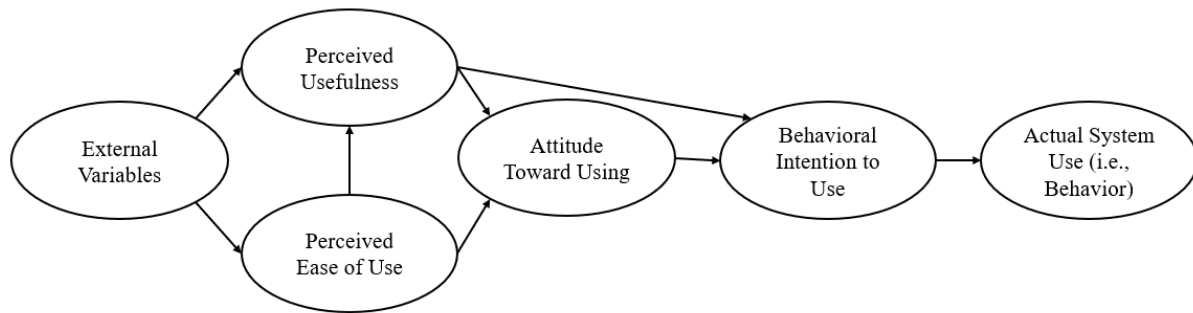 Perceived
Usefulness
External
Variables
Attitude
Toward Using
Behavioral
Intention to
Use
Actual System
Use (i.e.,
Behavior)
Perceived
Ease of Use